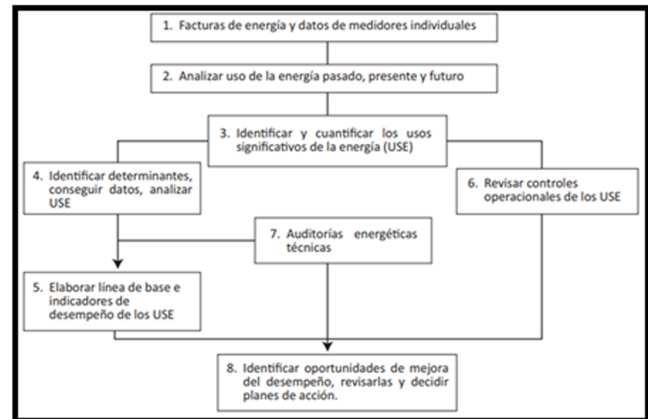 1. Facturas de energía y datos de medidores individuales
2. Analizar uso de la energía pasado, presente y futuro
3. Identificar y cuantificar los usos
significativos de la energía (USE)
4. Identificar determinantes,
conseguir datos, analizar
USE
6. Revisar controles
operacionales de los USE
7. Auditorías energéticas
técnicas
5. Elaborar línea de base e
indicadores de
desempeño de los USE
8. Identificar oportunidades de mejora
del desempeño, revisarlas y decidir
planes de acción.